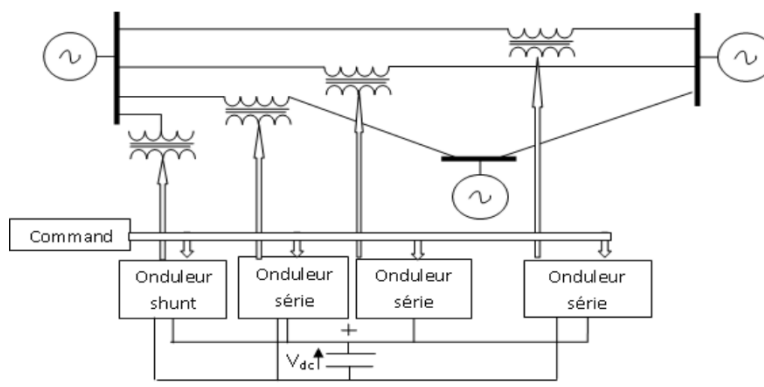 Command
Onduleur
shunt
Onduleur
série
Onduleur
série
Onduleur
série
+
Vdc